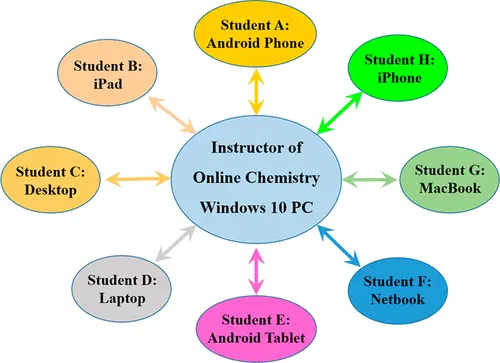 Student A:
Android Phone
Student B:
iPad
Student H:
iPhone
Instructor of
Online Chemistry
Windows 10 PC
Student C:
Desktop
Student G:
MacBook
Student D:
Laptop
Student F:
Netbook
Student E:
Android Tablet